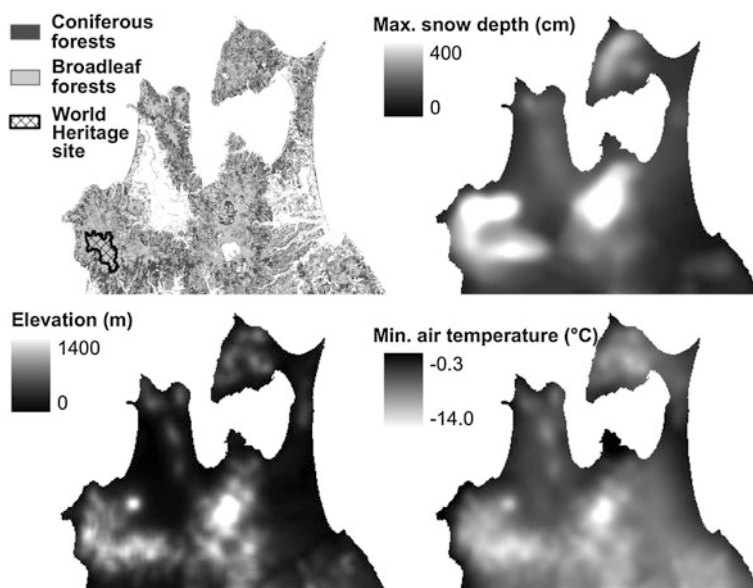 Coniferous
forests
Broadleaf
forests
World
Heritage
site
Max. snow depth (cm)
400
0
Elevation (m)
1400
0
Min. air temperature (°C)
-0.3
-14.0